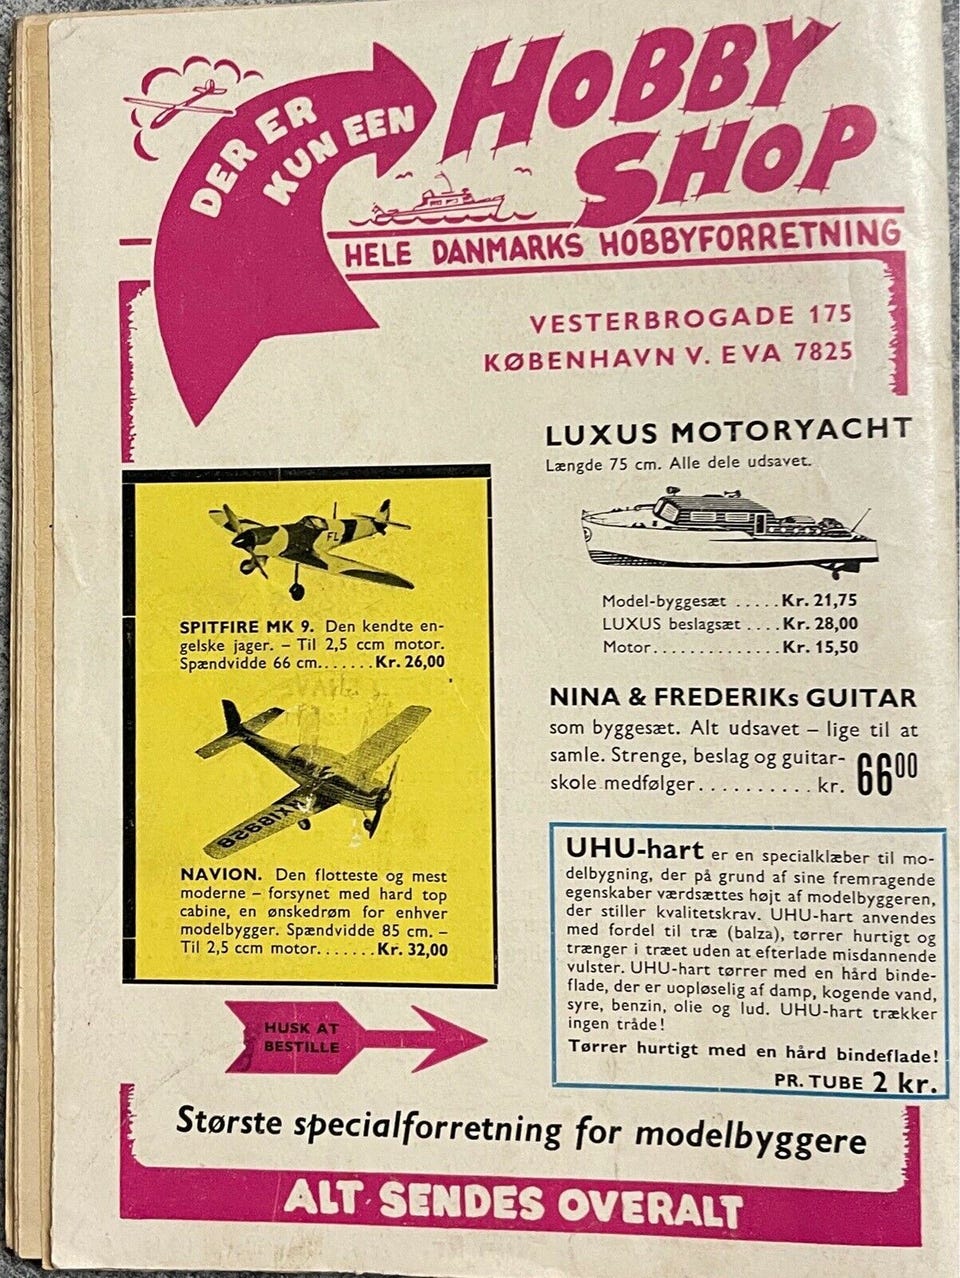 DER ER
KUN EEN
HOBBY
SHOP
HELE DANMARKS HOBBYFORRETNING
VESTERBROGADE 175
KØBENHAVN V. EVA 7825
SPITFIRE MK 9. Den kendte en-
gelske jager. – Til 2,5 ccm motor.
Spændvidde 66 cm.......Kr. 26,00
NAVION. Den flotteste og mest
moderne – forsynet med hard top
cabine, en ønskedrøm for enhver
modelbygger. Spændvidde 85 cm. –
Til 2,5 ccm motor.......Kr. 32,00
HUSK AT
BESTILLE
LUXUS MOTORYACHT
Længde 75 cm. Alle dele udsavet.
Model-byggesæt .....Kr. 21,75
LUXUS beslagsæt ....Kr. 28,00
Motor..............Kr. 15,50
NINA & FREDERIKs GUITAR
som byggesæt. Alt udsavet – lige til at
samle. Strenge, beslag og guitar-
skole medfølger..........kr. 6600
UHU-hart er en specialklæber til mo-
delbygning, der på grund af sine fremragende
egenskaber værdsættes højt af modelbyggeren,
der stiller kvalitetskrav. UHU-hart anvendes
med fordel til træ (balza), tørrer hurtigt og
trænger i træet uden at efterlade misdannende
vulster. UHU-hart tørrer med en hård binde-
flade, der er uopløselig af damp, kogende vand,
syre, benzin, olie og lud. UHU-hart trækker
ingen tråde!
Tørrer hurtigt med en hård bindeflade!
PR. TUBE 2 kr.
Største specialforretning for modelbyggere
ALT SENDES OVERALT